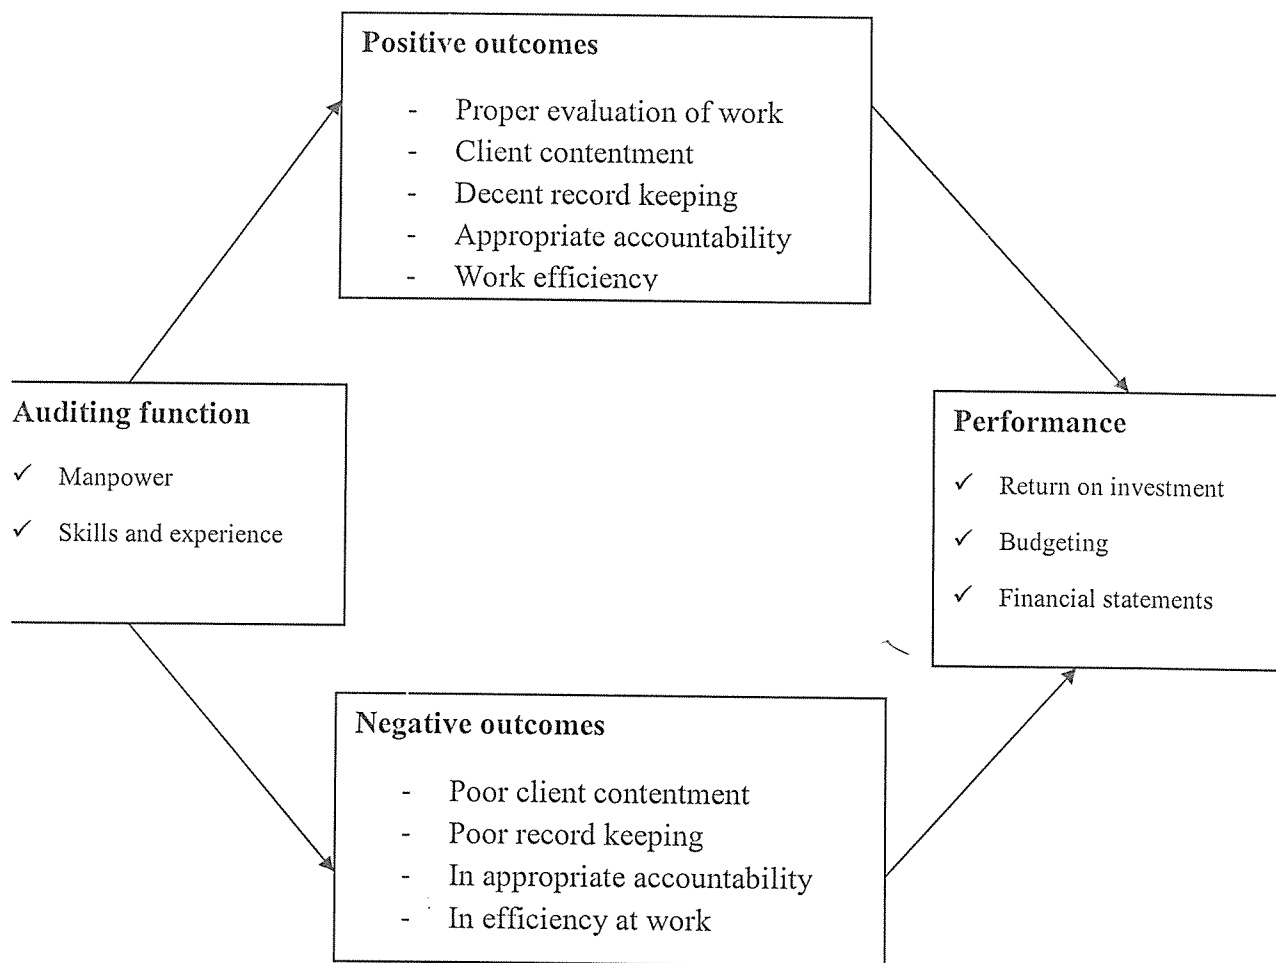 Positive outcomes
- Proper evaluation of work
- Client contentment
- Decent record keeping
- Appropriate accountability
- Work efficiency
Auditing function
✓ Manpower
✓ Skills and experience
Performance
✓ Return on investment
✓ Budgeting
✓ Financial statements
Negative outcomes
- Poor client contentment
- Poor record keeping
- In appropriate accountability
- In efficiency at work